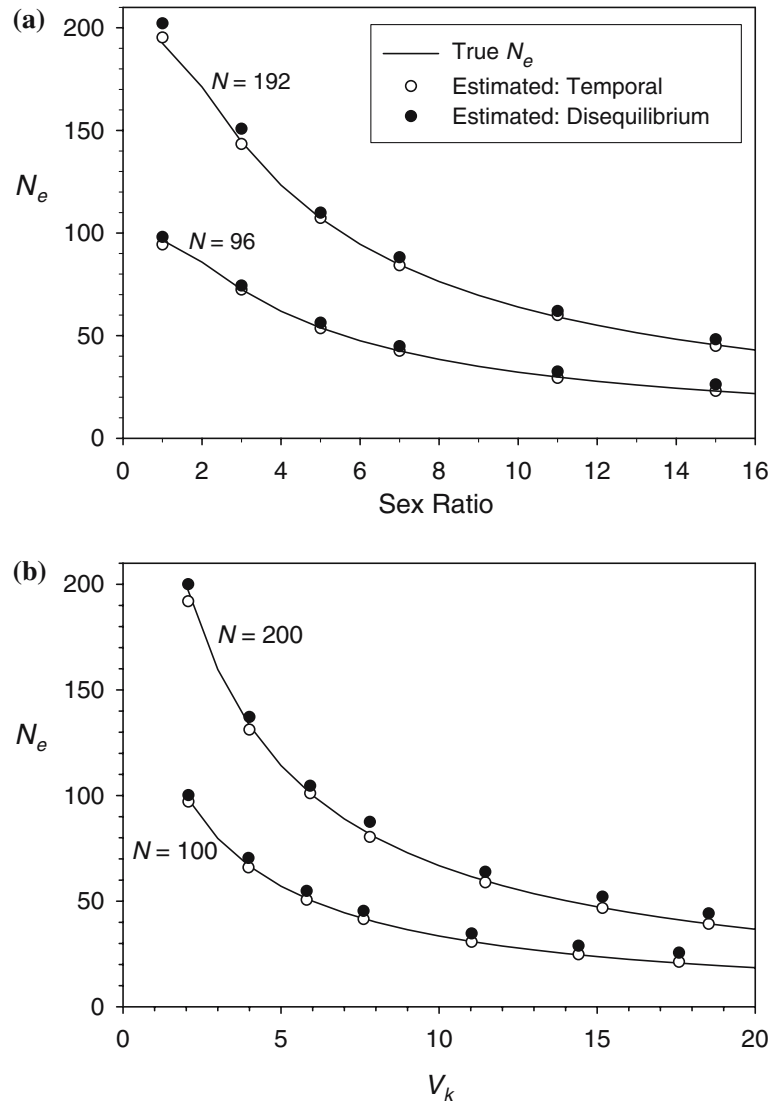 (a)
200
150
100
50
0
N = 192
N = 96
True Ne
Estimated: Temporal
Estimated: Disequilibrium
Ne
0 2 4 6 8 10 12 14 16
Sex Ratio
(b)
200
150
100
50
0
N = 200
N = 100
Ne
0 5 10 15 20
Vk